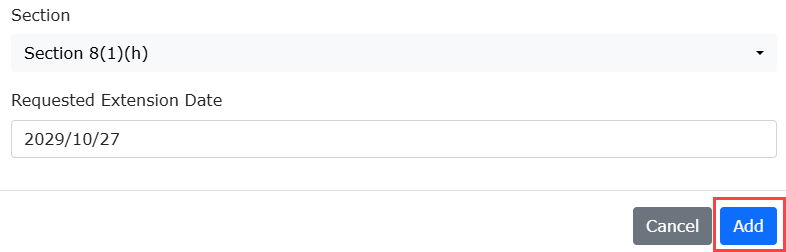 Section
Section 8(1)(h)
Requested Extension Date
2029/10/27
Cancel Add